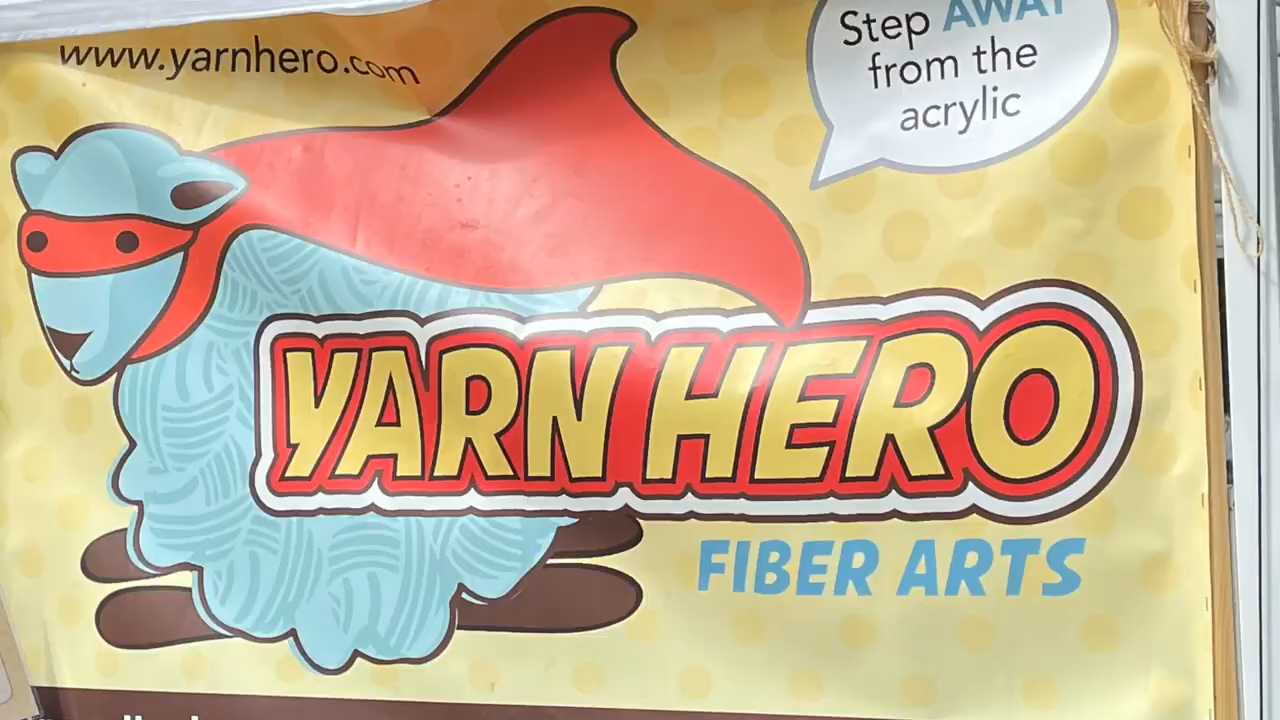 www.yarnhero.com
Step AWAY
from the
acrylic
YARN HERO
FIBER ARTS